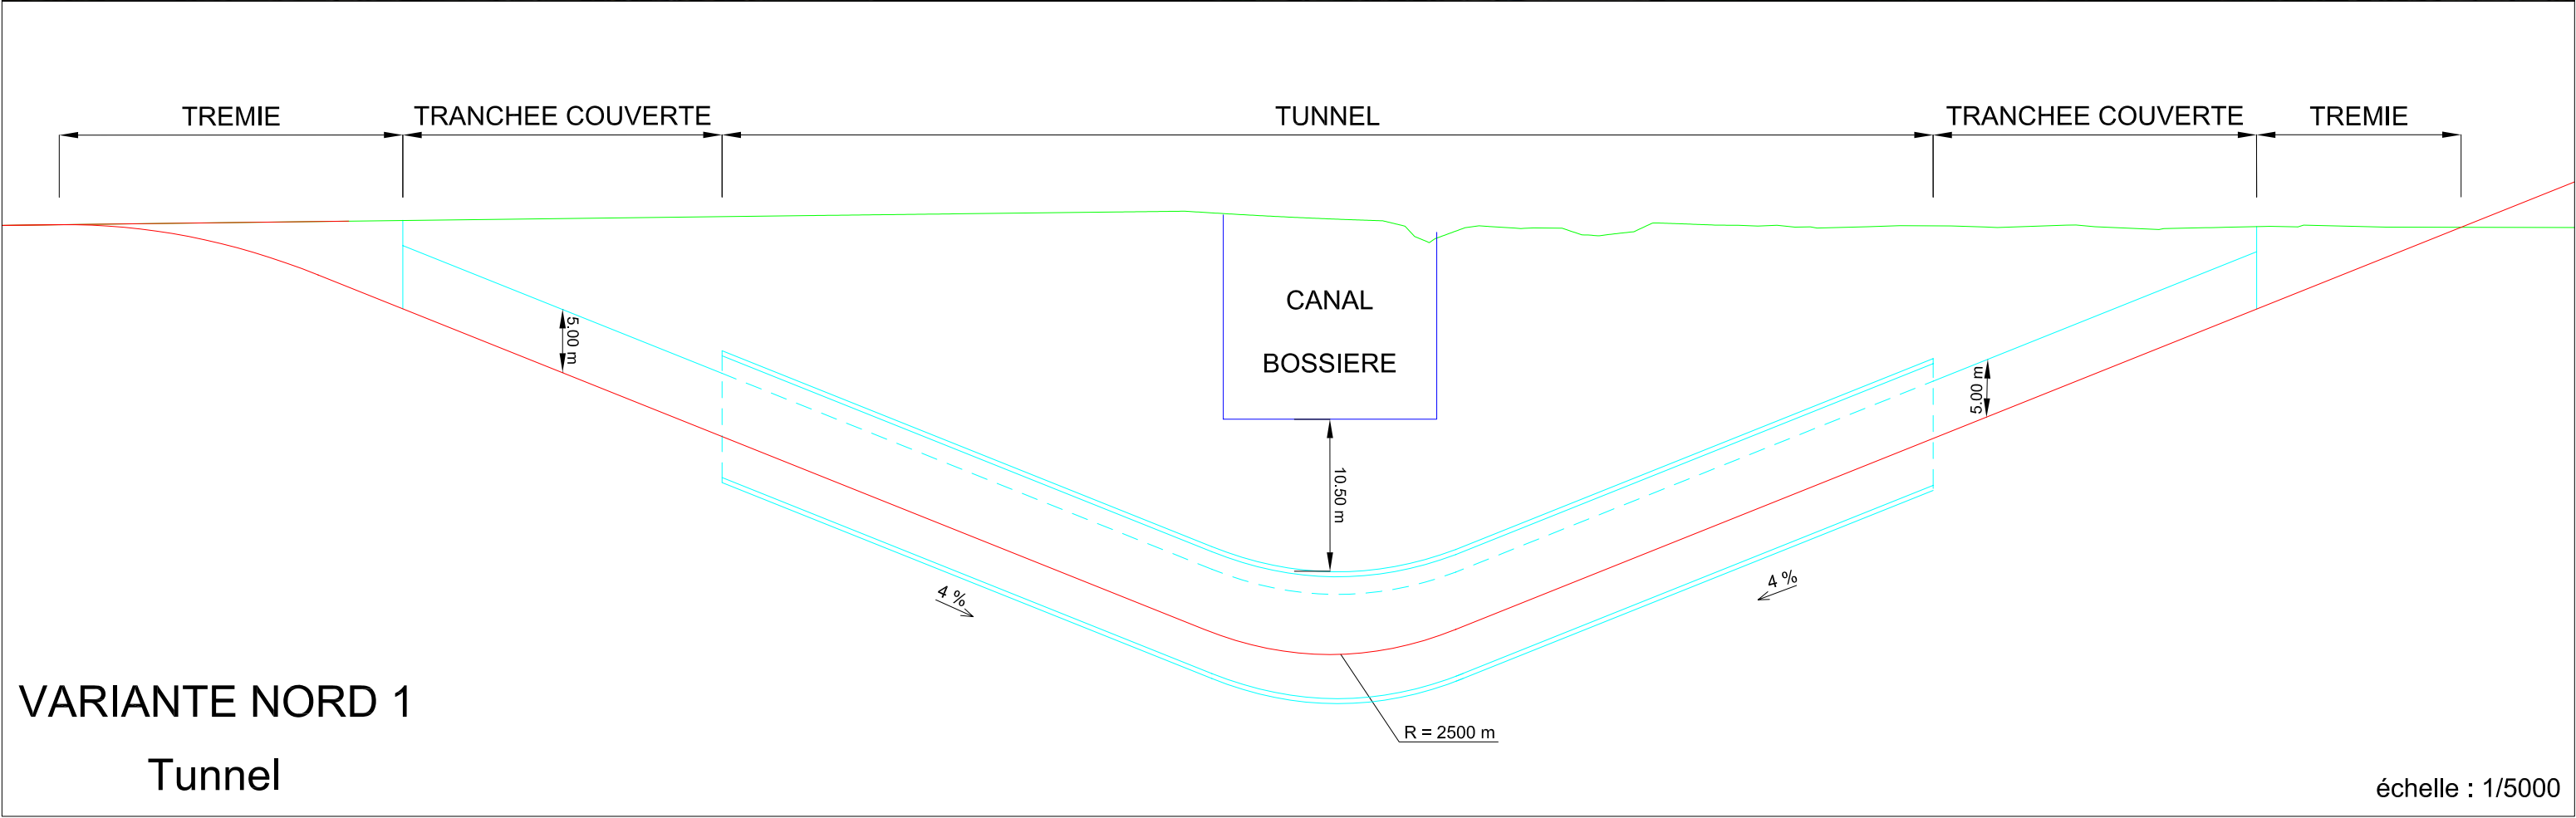 TREMIE
TRANCHEE COUVERTE
TUNNEL
TRANCHEE COUVERTE
TREMIE
CANAL
BOSSIERE
5.00 m
5.00 m
10.50 m
4 %
4 %
R = 2500 m
VARIANTE NORD 1
Tunnel
échelle : 1/5000